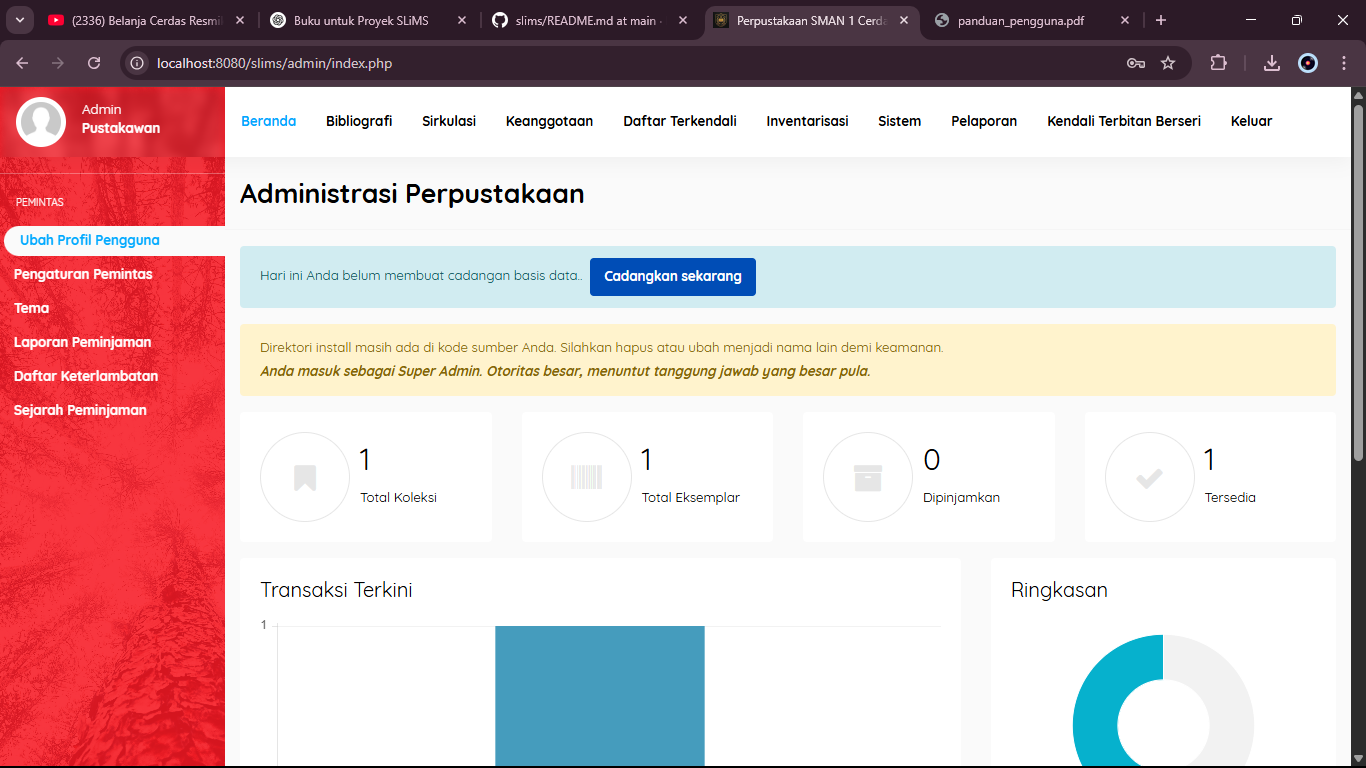 (2336) Belanja Cerdas Resmi
Buku untuk Proyek SLiMS
slims/README.md at main
Perpustakaan SMAN 1 Cerda
panduan_pengguna.pdf
localhost:8080/slims/admin/index.php
Admin
Pustakawan
Beranda
Bibliografi
Sirkulasi
Keanggotaan
Daftar Terkendali
Inventarisasi
Sistem
Pelaporan
Kendali Terbitan Berseri
Keluar
PEMINTAS
Ubah Profil Pengguna
Pengaturan Pemintas
Tema
Laporan Peminjaman
Daftar Keterlambatan
Sejarah Peminjaman
Administrasi Perpustakaan
Hari ini Anda belum membuat cadangan basis data.. Cadangkan sekarang
Direktori install masih ada di kode sumber Anda. Silahkan hapus atau ubah menjadi nama lain demi keamanan.
Anda masuk sebagai Super Admin. Otoritas besar, menuntut tanggung jawab yang besar pula.
1
Total Koleksi
1
Total Eksemplar
0
Dipinjamkan
1
Tersedia
Transaksi Terkini
1
Ringkasan